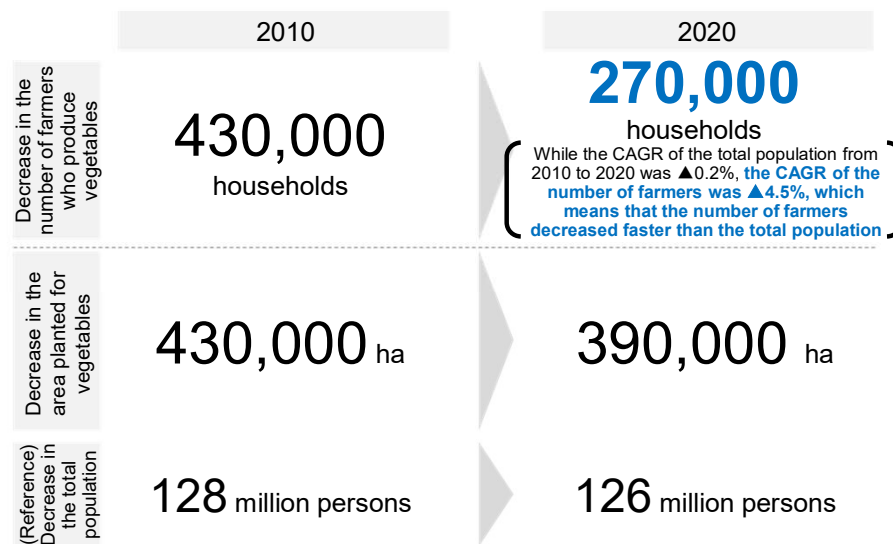 2010
2020
Decrease in the
number of farmers
who produce
vegetables
430,000
households
270,000
households
While the CAGR of the total population from
2010 to 2020 was ▲0.2%, the CAGR of the
number of farmers was ▲4.5%, which
means that the number of farmers
decreased faster than the total population
Decrease in the
area planted for
vegetables
430,000 ha
390,000 ha
(Reference)
Decrease in
the total
population
128 million persons
126 million persons